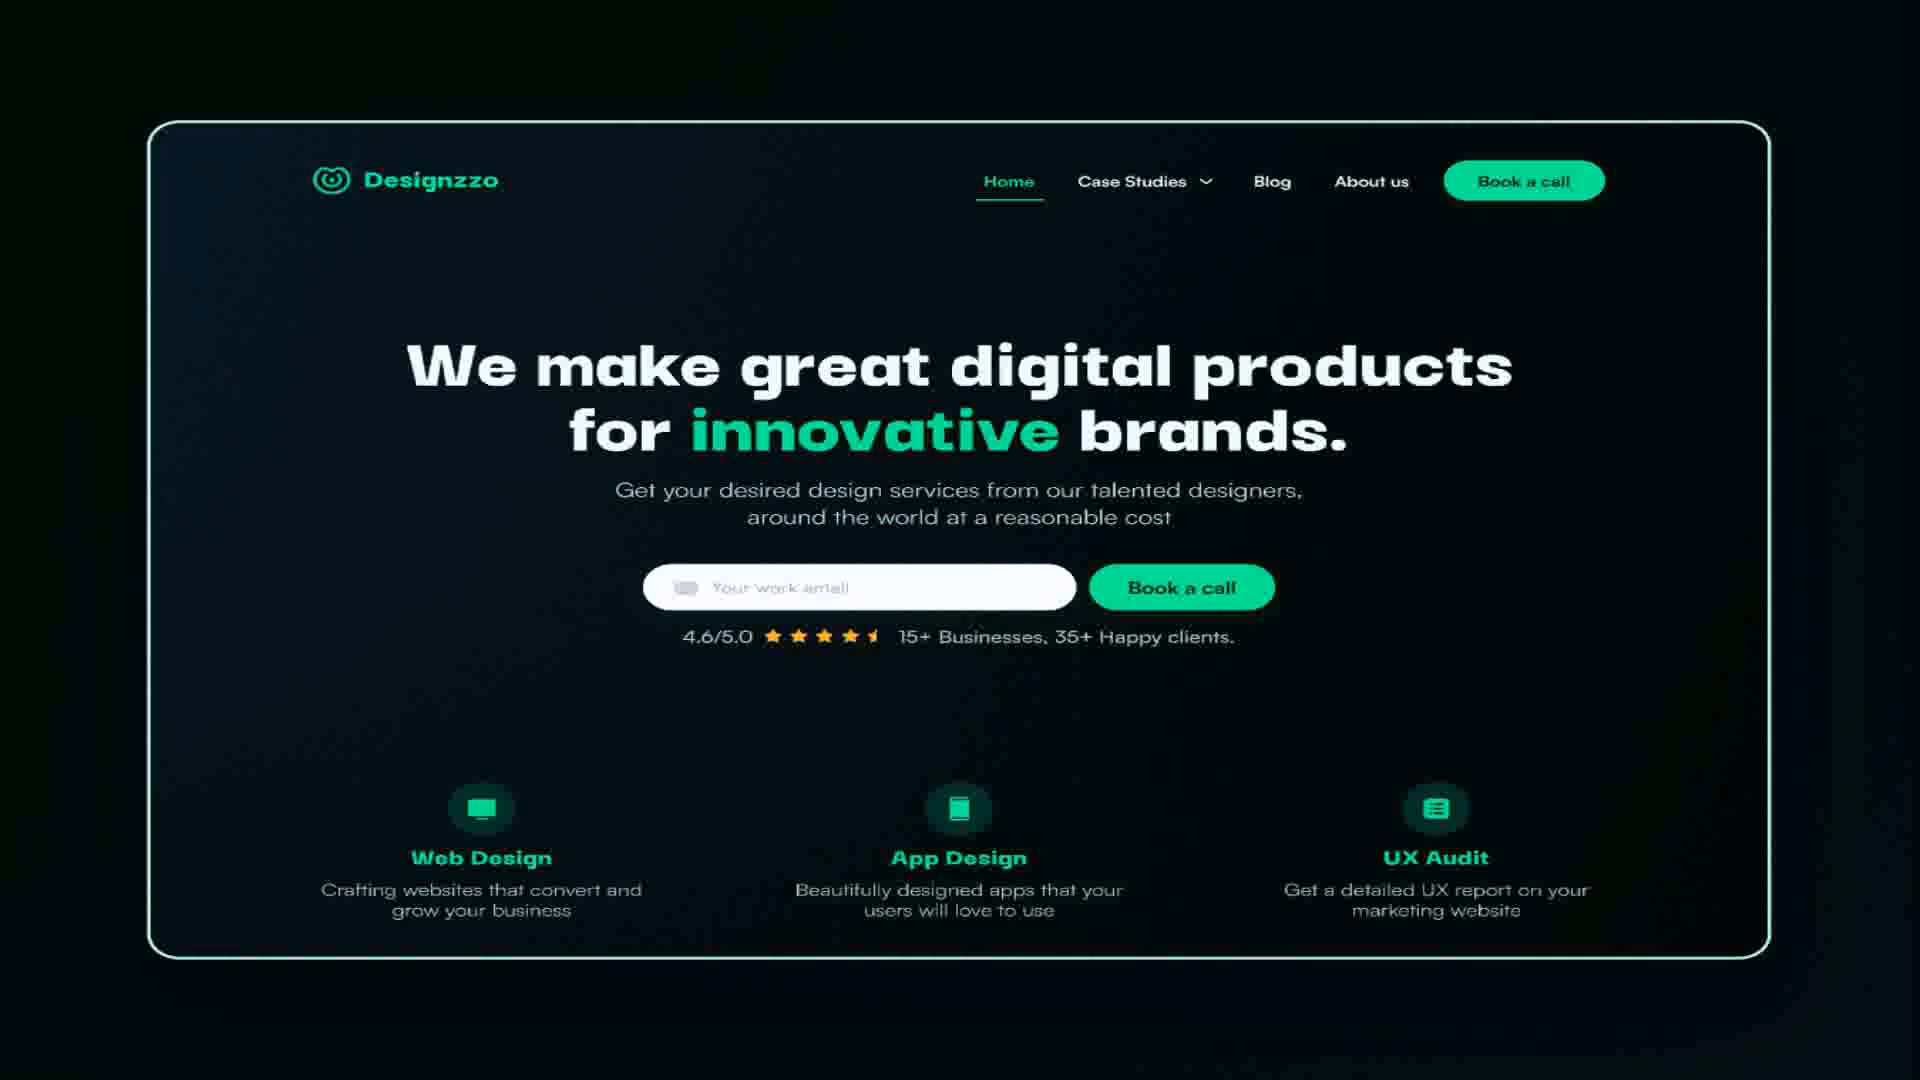 Designzzo
Home
Case Studies
Blog
About us
Book a call
We make great digital products
for innovative brands.
Get your desired design services from our talented designers,
around the world at a reasonable cost
Your work email
Book a call
4.6/5.0
15+ Businesses, 35+ Happy clients.
Web Design
Crafting websites that convert and
grow your business
App Design
Beautifully designed apps that your
users will love to use
UX Audit
Get a detailed UX report on your
marketing website